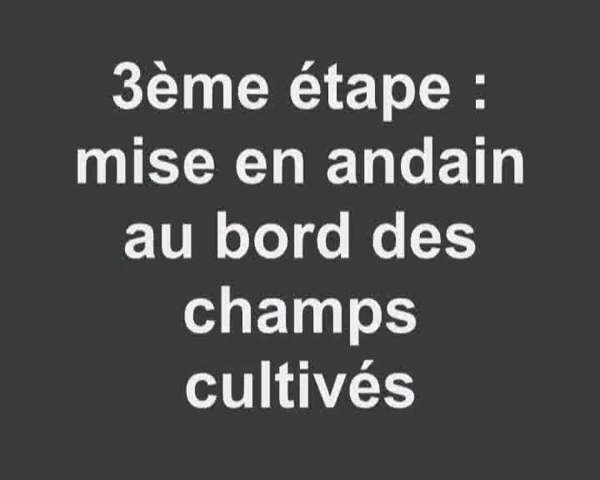 3ème étape :
mise en andain
au bord des
champs
cultivés